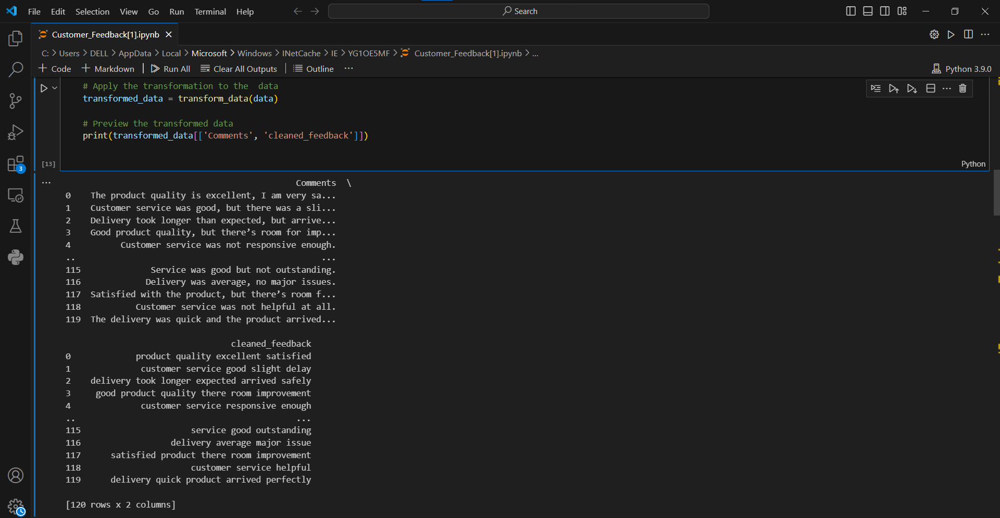 File Edit Selection View Go Run Terminal Help Search
Customer_Feedback[1].ipynb
C: > Users > DELL > AppData > Local > Microsoft > Windows > INetCache > IE > YG1OE5MF > Customer_Feedback[1].ipynb > ...
+ Code + Markdown | Run All Clear All Outputs | Outline ... Python 3.9.0
# Apply the transformation to the  data
transformed_data = transform_data(data)
# Preview the transformed data
print(transformed_data[['Comments', 'cleaned_feedback']])
[13] Python
3
Comments  \
0    The product quality is excellent, I am very sa...
1    Customer service was good, but there was a sli...
2    Delivery took longer than expected, but arrive...
3    Good product quality, but there’s room for imp...
4          Customer service was not responsive enough.
..                                                 ...
115              Service was good but not outstanding.
116             Delivery was average, no major issues.
117  Satisfied with the product, but there’s room f...
118           Customer service was not helpful at all.
119  The delivery was quick and the product arrived...
cleaned_feedback
0             product quality excellent satisfied
1              customer service good slight delay
2    delivery took longer expected arrived safely
3     good product quality there room improvement
4              customer service responsive enough
..                                            ...
115                      service good outstanding
116                  delivery average major issue
117      satisfied product there room improvement
118                      customer service helpful
119      delivery quick product arrived perfectly
[120 rows x 2 columns]